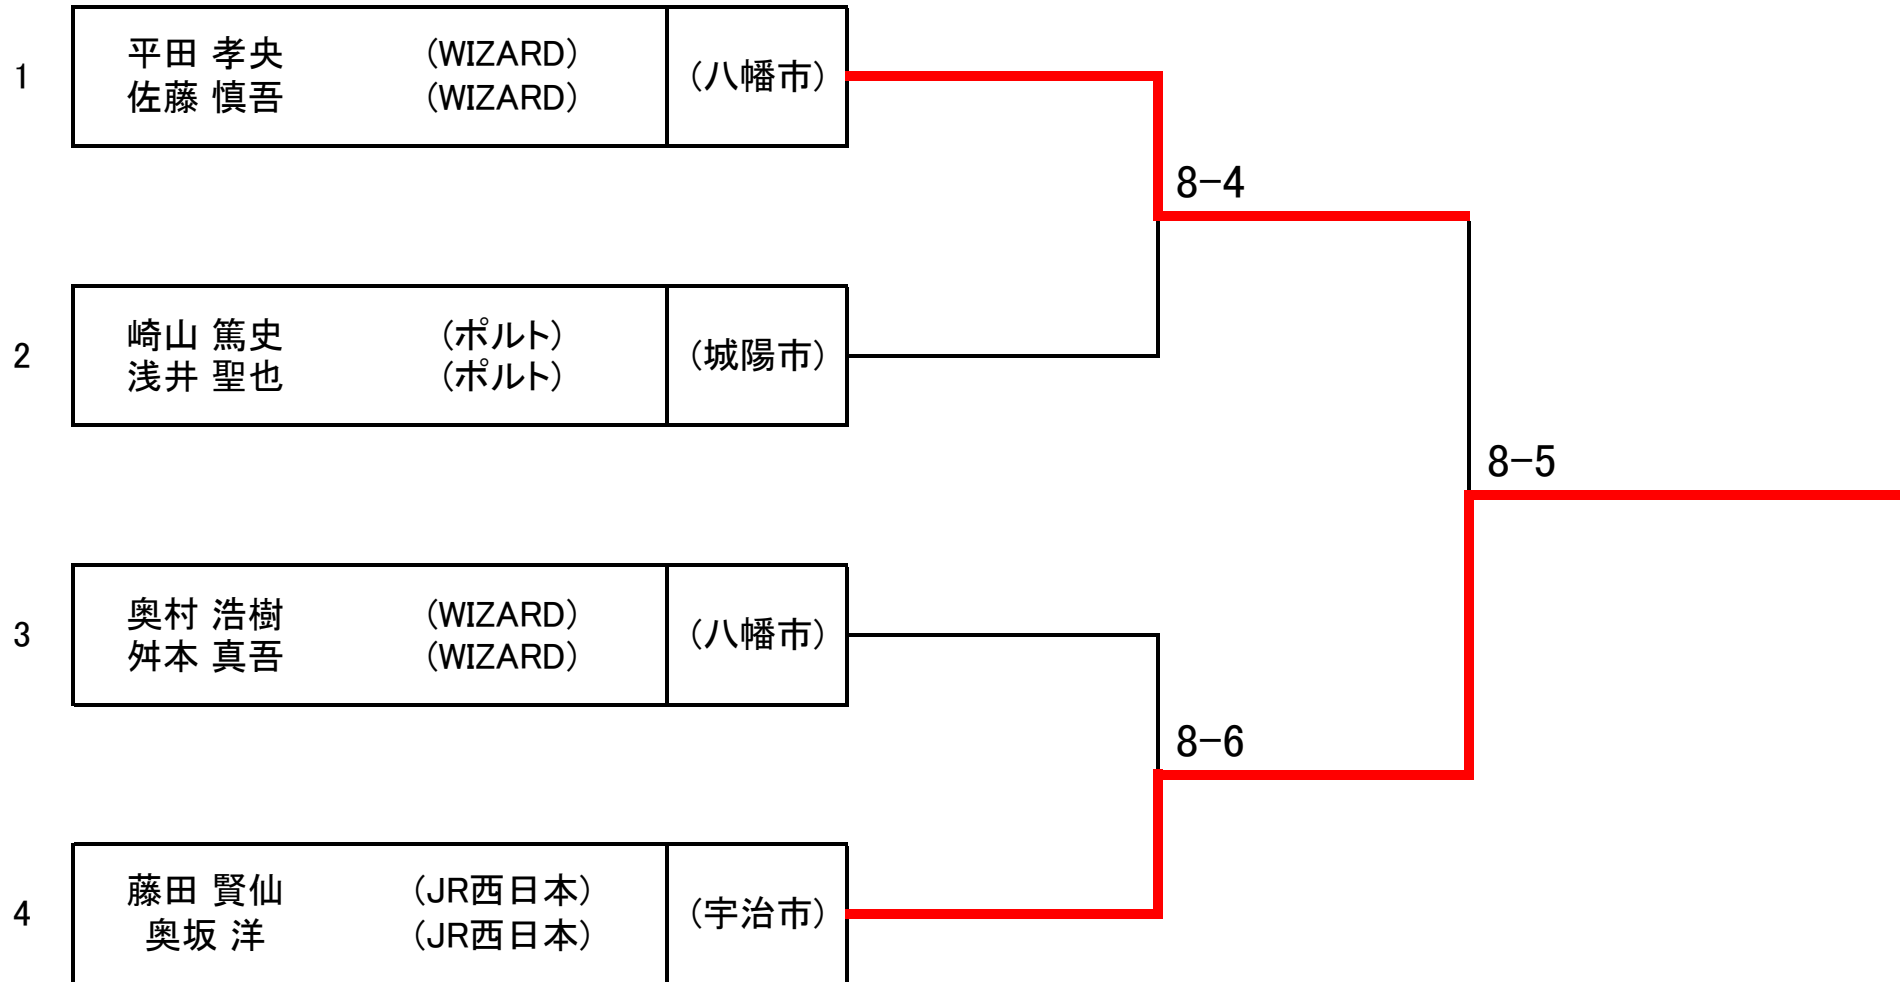 1
平田 孝央 (WIZARD)
佐藤 慎吾 (WIZARD)
(八幡市)
8-4
2
崎山 篤史 (ポルト)
浅井 聖也 (ポルト)
(城陽市)
8-5
3
奥村 浩樹 (WIZARD)
舛本 真吾 (WIZARD)
(八幡市)
8-6
4
藤田 賢仙 (JR西日本)
奥坂 洋 (JR西日本)
(宇治市)